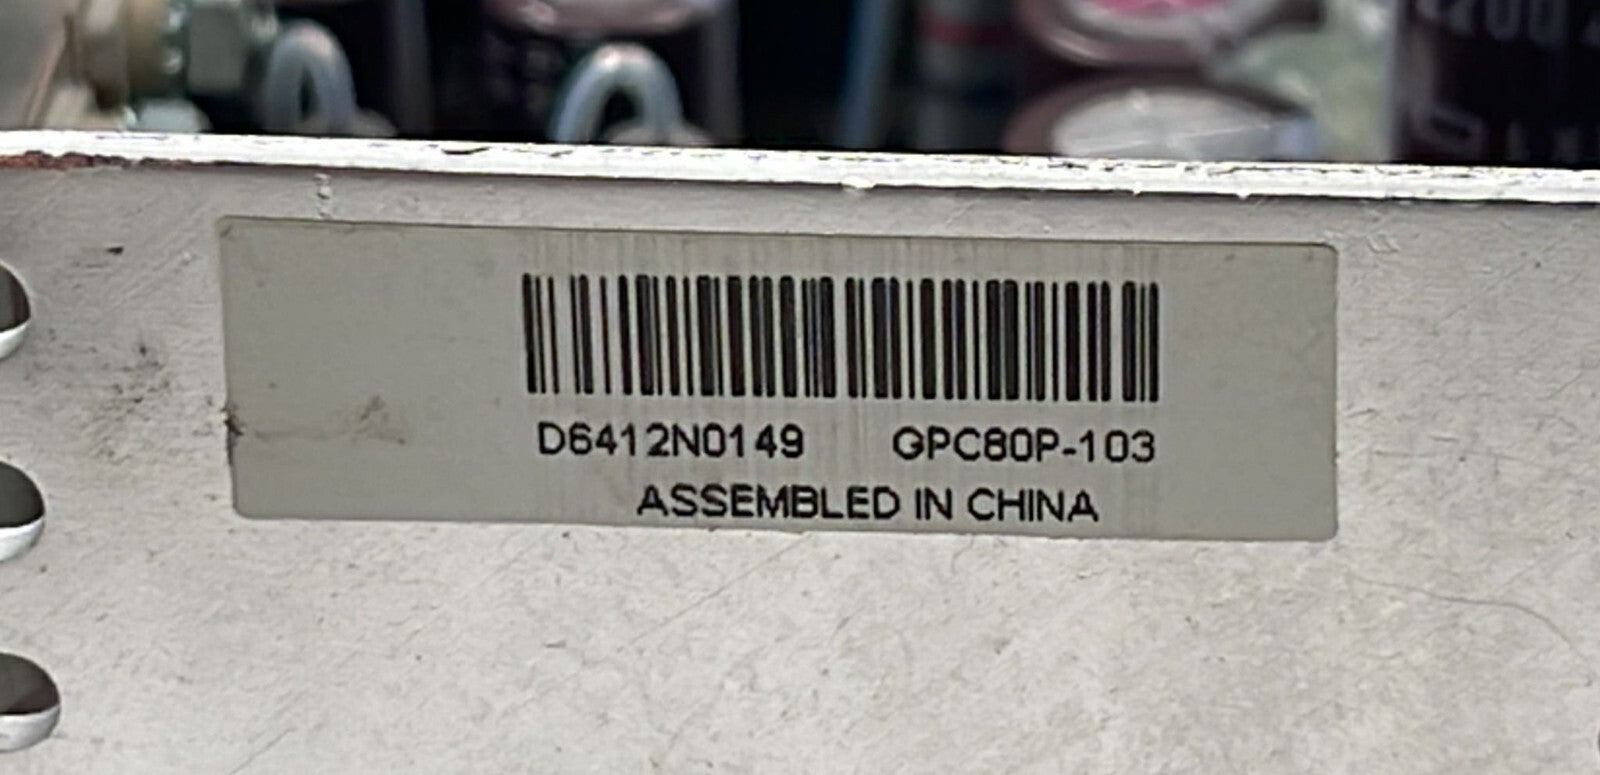 D6412N0149 GPC80P-103
ASSEMBLED IN CHINA